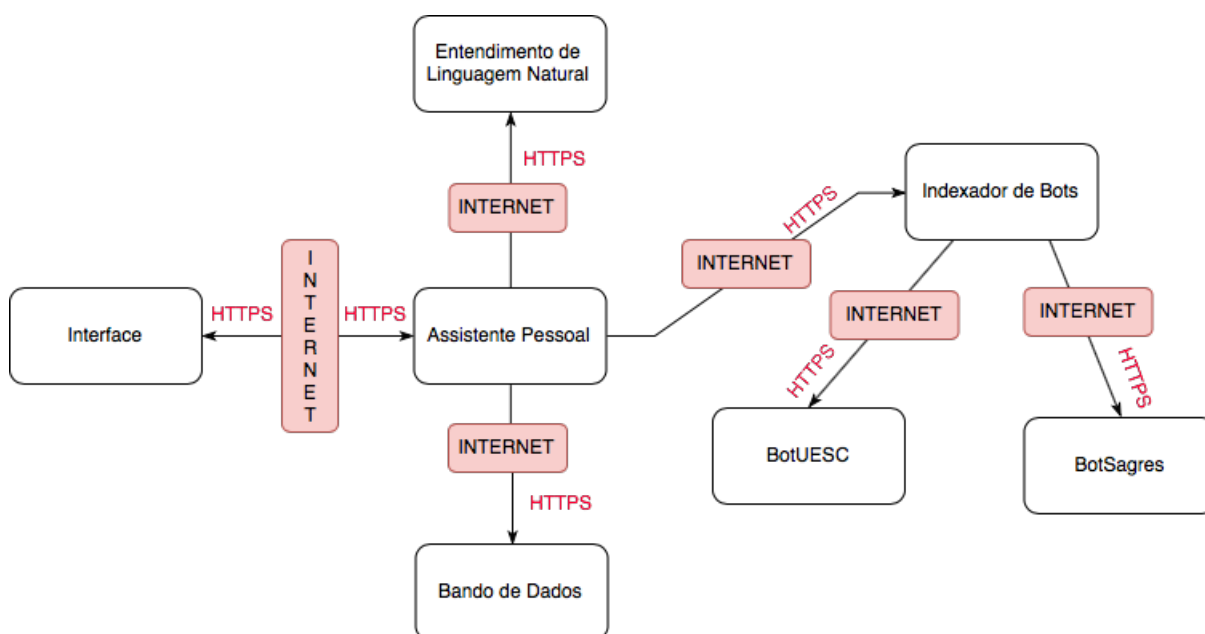 Entendimento de
Linguagem Natural
HTTPS
INTERNET
Indexador de Bots
HTTPS
INTERNET
INTERNET
HTTPS
HTTPS
Interface
Assistente Pessoal
INTERNET
HTTPS
INTERNET
HTTPS
INTERNET
HTTPS
BotUESC
BotSagres
Bando de Dados